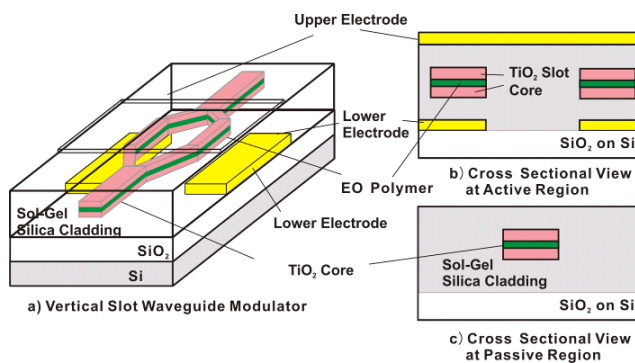 Upper Electrode
Lower
Electrode
EO Polymer
Lower Electrode
Sol-Gel
Silica Cladding
SiO₂
Si
TiO₂ Core
a) Vertical Slot Waveguide Modulator
TiO₂ Slot
Core
SiO₂ on Si
b) Cross Sectional View
at Active Region
Sol-Gel
Silica Cladding
SiO₂ on Si
c) Cross Sectional View
at Passive Region